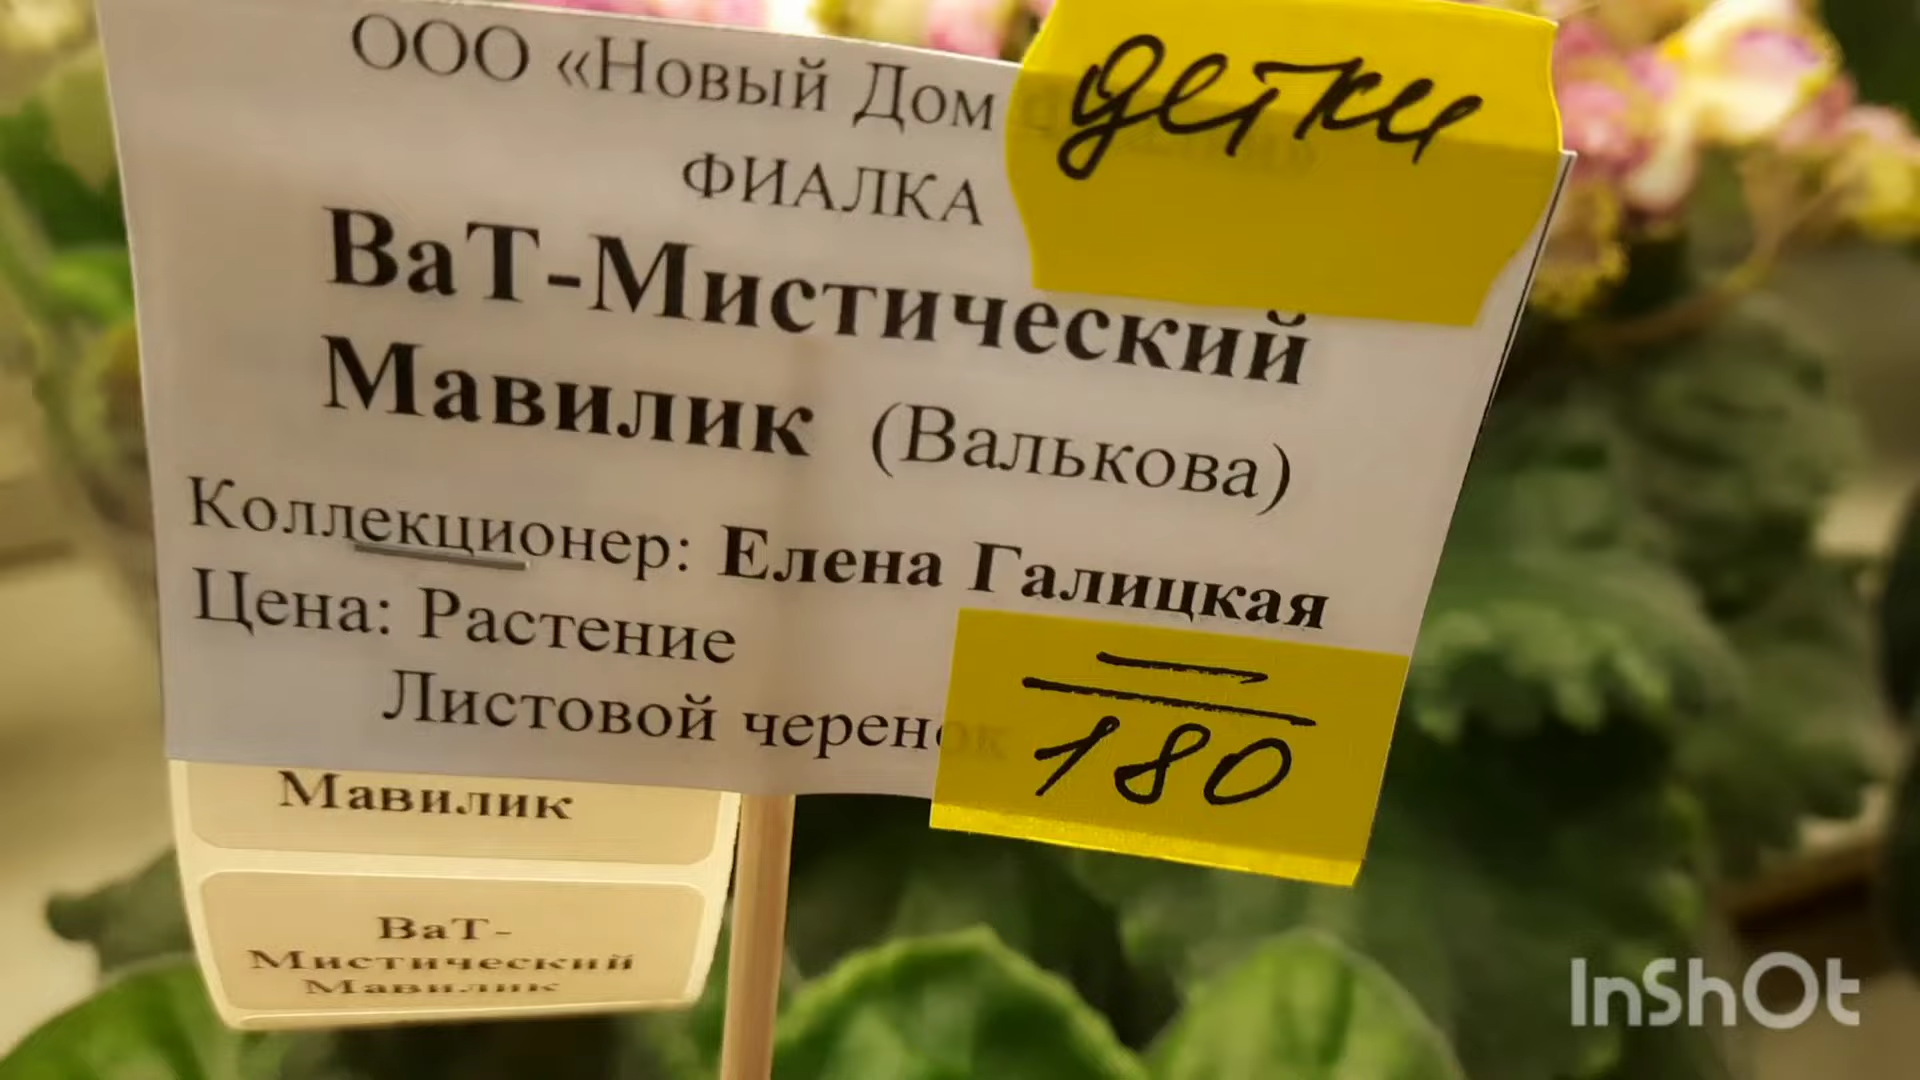 ООО «Новый Дом
детки
ФИАЛКА
ВаТ-Мистический
Мавилик (Валькова)
Коллекционер: Елена Галицкая
Цена: Растение
Листовой черенок
180
Мавилик
ВаТ-
Мистический
Мавилик
InShOt